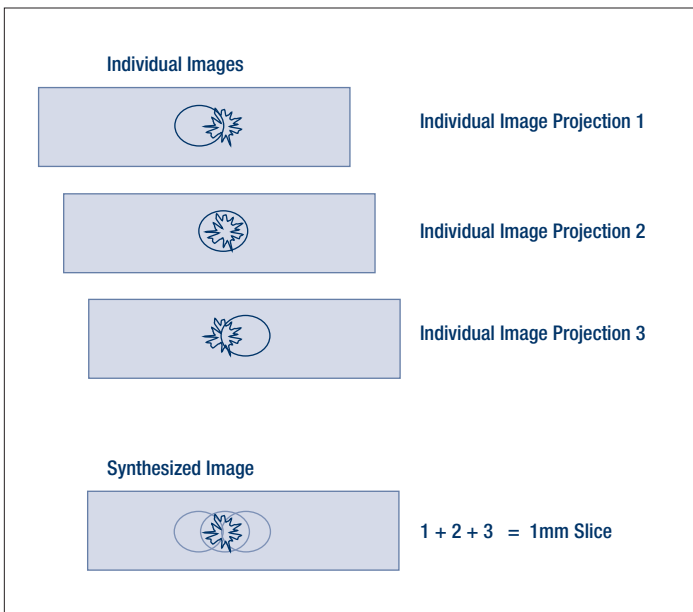 Individual Images
Individual Image Projection 1
Individual Image Projection 2
Individual Image Projection 3
Synthesized Image
1 + 2 + 3 = 1mm Slice